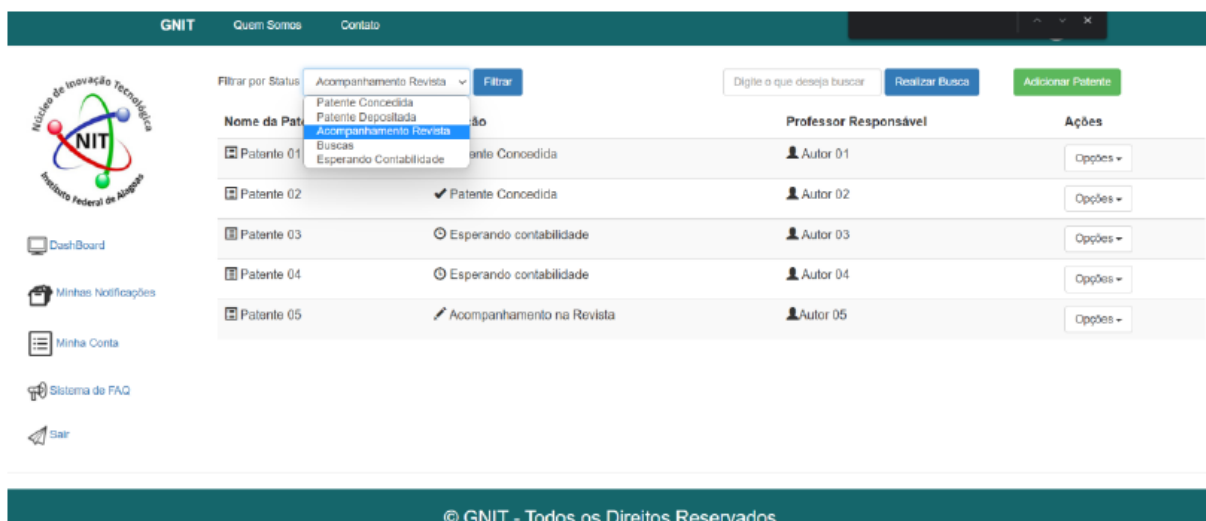 GNIT Quem Somos Contato
Núcleo de Inovação Tecnológica
NIT
Instituto Federal de Alagoas
DashBoard
Minhas Notificações
Minha Conta
Sistema de FAQ
Sair
Filtrar por Status Acompanhamento Revista Filtrar Digite o que deseja buscar Realizar Busca Adicionar Patente
Patente Concedida
Patente Depositada
Acompanhamento Revista
Buscas
Esperando Contabilidade
Nome da Pate ão Professor Responsável Ações
Patente 01 ente Concedida Autor 01 Opções
Patente 02 Patente Concedida Autor 02 Opções
Patente 03 Esperando contabilidade Autor 03 Opções
Patente 04 Esperando contabilidade Autor 04 Opções
Patente 05 Acompanhamento na Revista Autor 05 Opções
© GNIT - Todos os Direitos Reservados